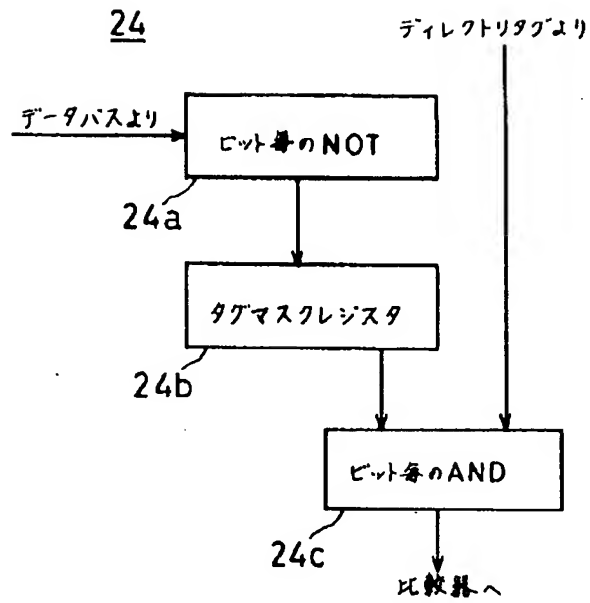 24
ディレクトリタグより
データバスより
ビット毎のNOT
24a
タグマスクレジスタ
24b
ビット毎のAND
24c
比較器へ